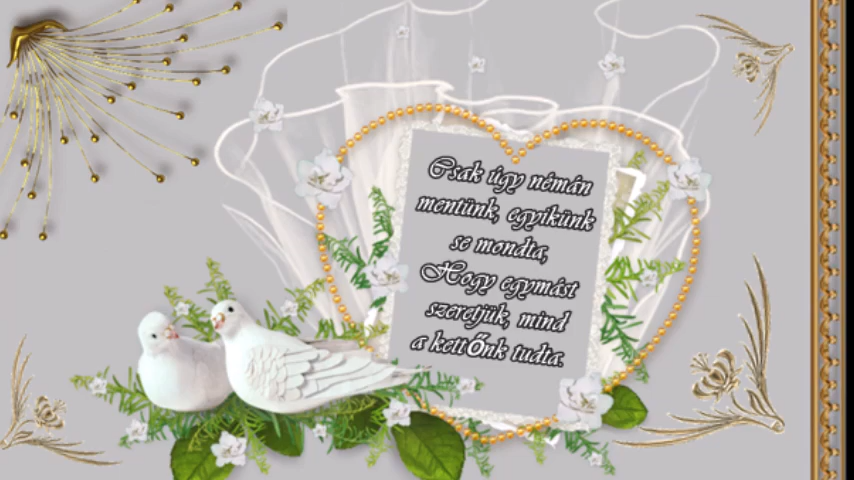 Csak úgy némán
mentünk, egyikünk
se mondta,
Hogy egymást
szeretjük, mind
a kettőnk tudta.